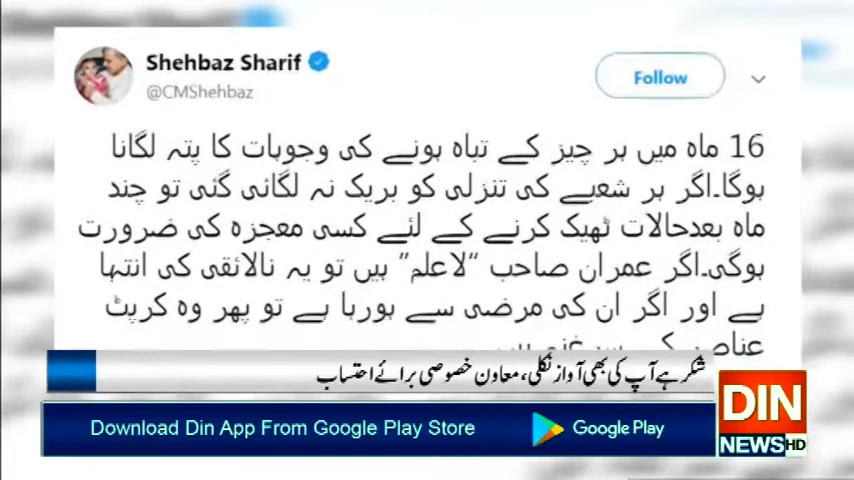 Shehbaz Sharif
@CMShehbaz
Follow
16 ماہ میں ہر چیز کے تباہ ہونے کی وجوہات کا پتہ لگانا
ہوگا۔اگر ہر شعبے کی تنزلی کو بریک نہ لگائی گئی تو چند
ماہ بعدحالات ٹھیک کرنے کے لئے کسی معجزہ کی ضرورت
ہوگی۔اگر عمران صاحب “لاعلم” ہیں تو یہ نالائقی کی انتہا
ہے اور اگر ان کی مرضی سے ہورہا ہے تو پھر وہ کرپٹ
عناصر کے
شکر ہے آپ کی بھی آواز نکلی، معاون خصوصی برائے احتساب
Download Din App From Google Play Store
Google Play
DIN
NEWS HD